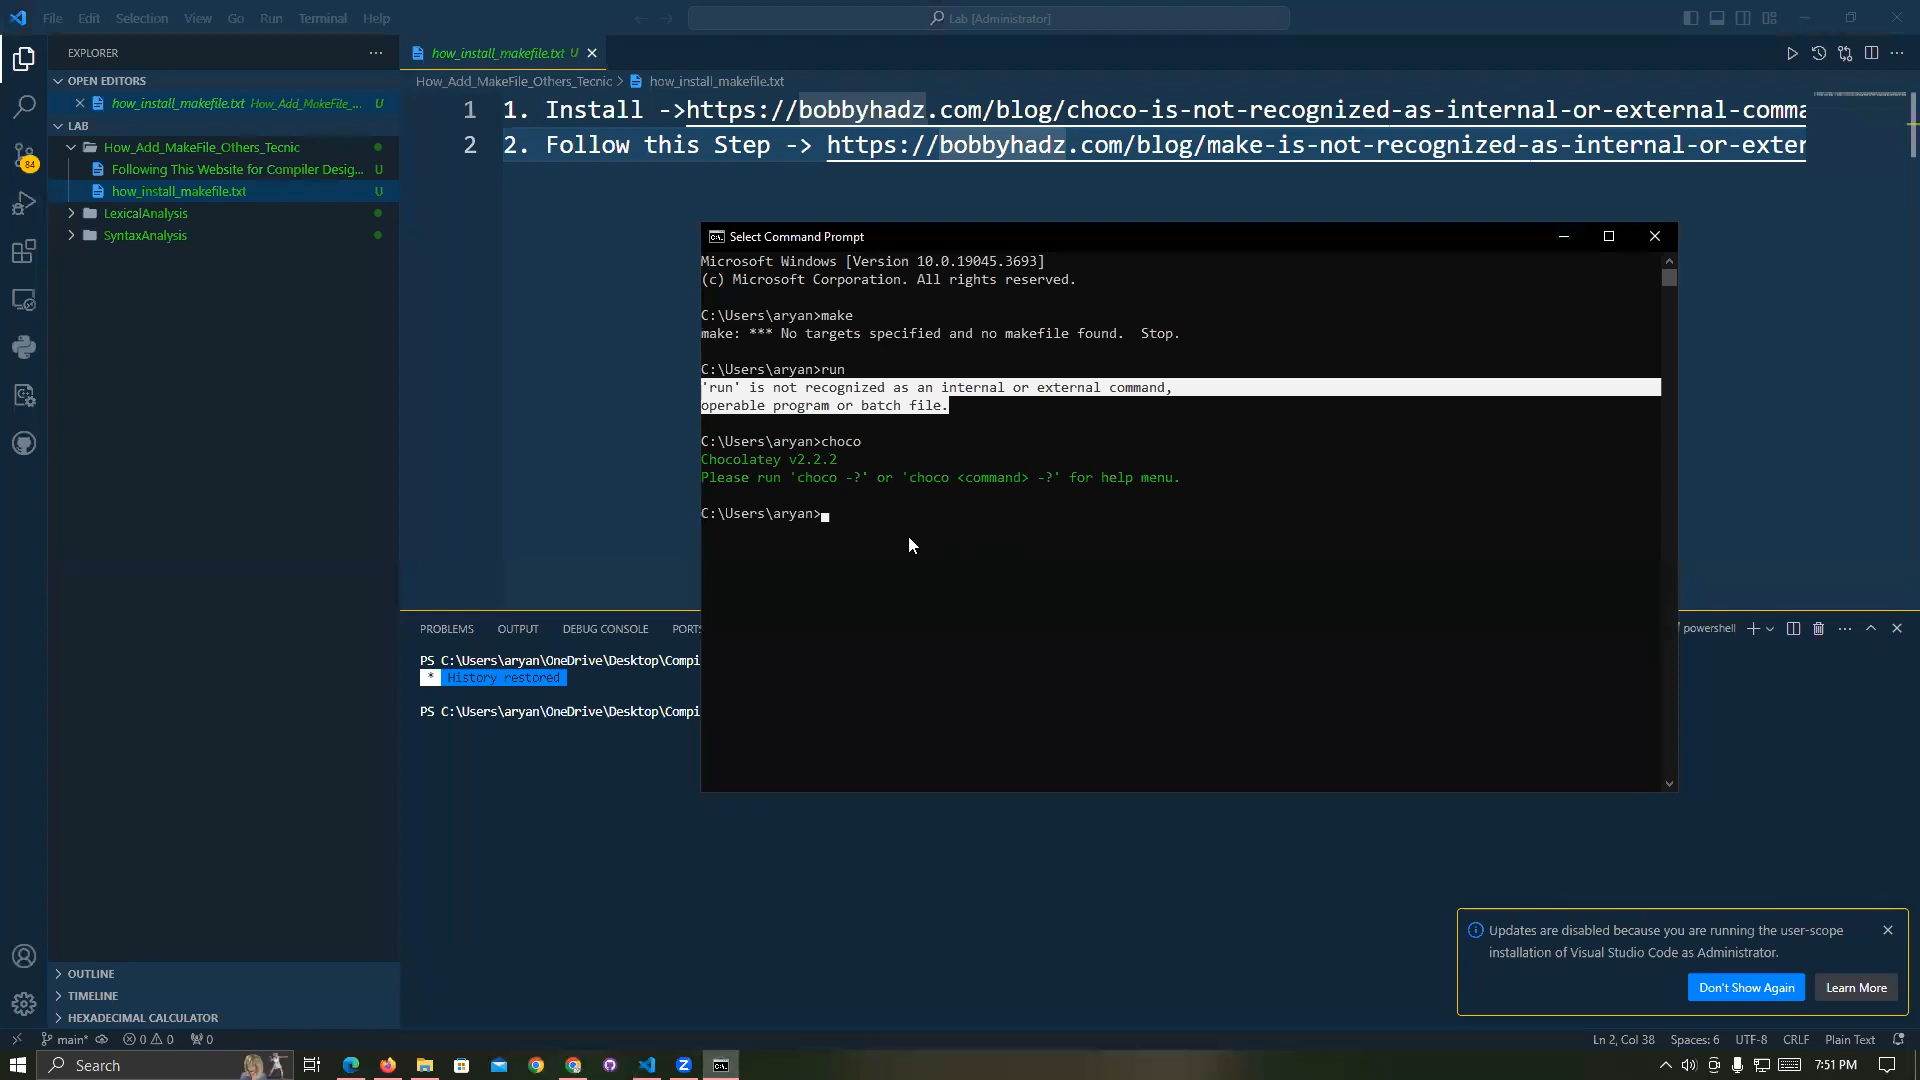 File Edit Selection View Go Run Terminal Help
Lab [Administrator]
EXPLORER
OPEN EDITORS
how_install_makefile.txt How_Add_MakeFile_... U
LAB
How_Add_MakeFile_Others_Tecnic
Following This Website for Compiler Desig... U
how_install_makefile.txt U
LexicalAnalysis
SyntaxAnalysis
84
OUTLINE
TIMELINE
HEXADECIMAL CALCULATOR
how_install_makefile.txt U
How_Add_MakeFile_Others_Tecnic > how_install_makefile.txt
1 1. Install ->https://bobbyhadz.com/blog/choco-is-not-recognized-as-internal-or-external-comma
2 2. Follow this Step -> https://bobbyhadz.com/blog/make-is-not-recognized-as-internal-or-exter
Select Command Prompt
Microsoft Windows [Version 10.0.19045.3693]
(c) Microsoft Corporation. All rights reserved.
C:\Users\aryan>make
make: *** No targets specified and no makefile found.  Stop.
C:\Users\aryan>run
'run' is not recognized as an internal or external command,
operable program or batch file.
C:\Users\aryan>choco
Chocolatey v2.2.2
Please run 'choco -?' or 'choco <command> -?' for help menu.
C:\Users\aryan>
PROBLEMS OUTPUT DEBUG CONSOLE PORTS
powershell
PS C:\Users\aryan\OneDrive\Desktop\Compi
* History restored
PS C:\Users\aryan\OneDrive\Desktop\Compi
Updates are disabled because you are running the user-scope
installation of Visual Studio Code as Administrator.
Don't Show Again
Learn More
main* 0 0 0
Ln 2, Col 38 Spaces: 6 UTF-8 CRLF Plain Text
Search
7:51 PM